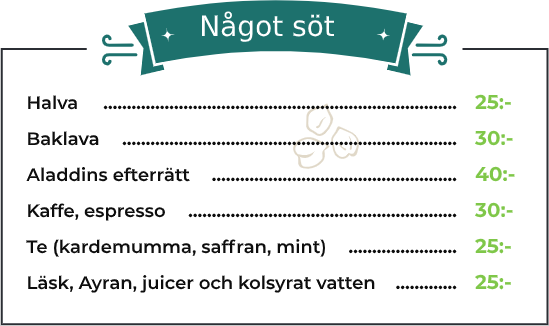 Något söt
Halva ........ 25:-
Baklava ........ 30:-
Aladdins efterrätt ........ 40:-
Kaffe, espresso ........ 30:-
Te (kardemumma, saffran, mint) ........ 25:-
Läsk, Ayran, juicer och kolsyrat vatten ........ 25:-